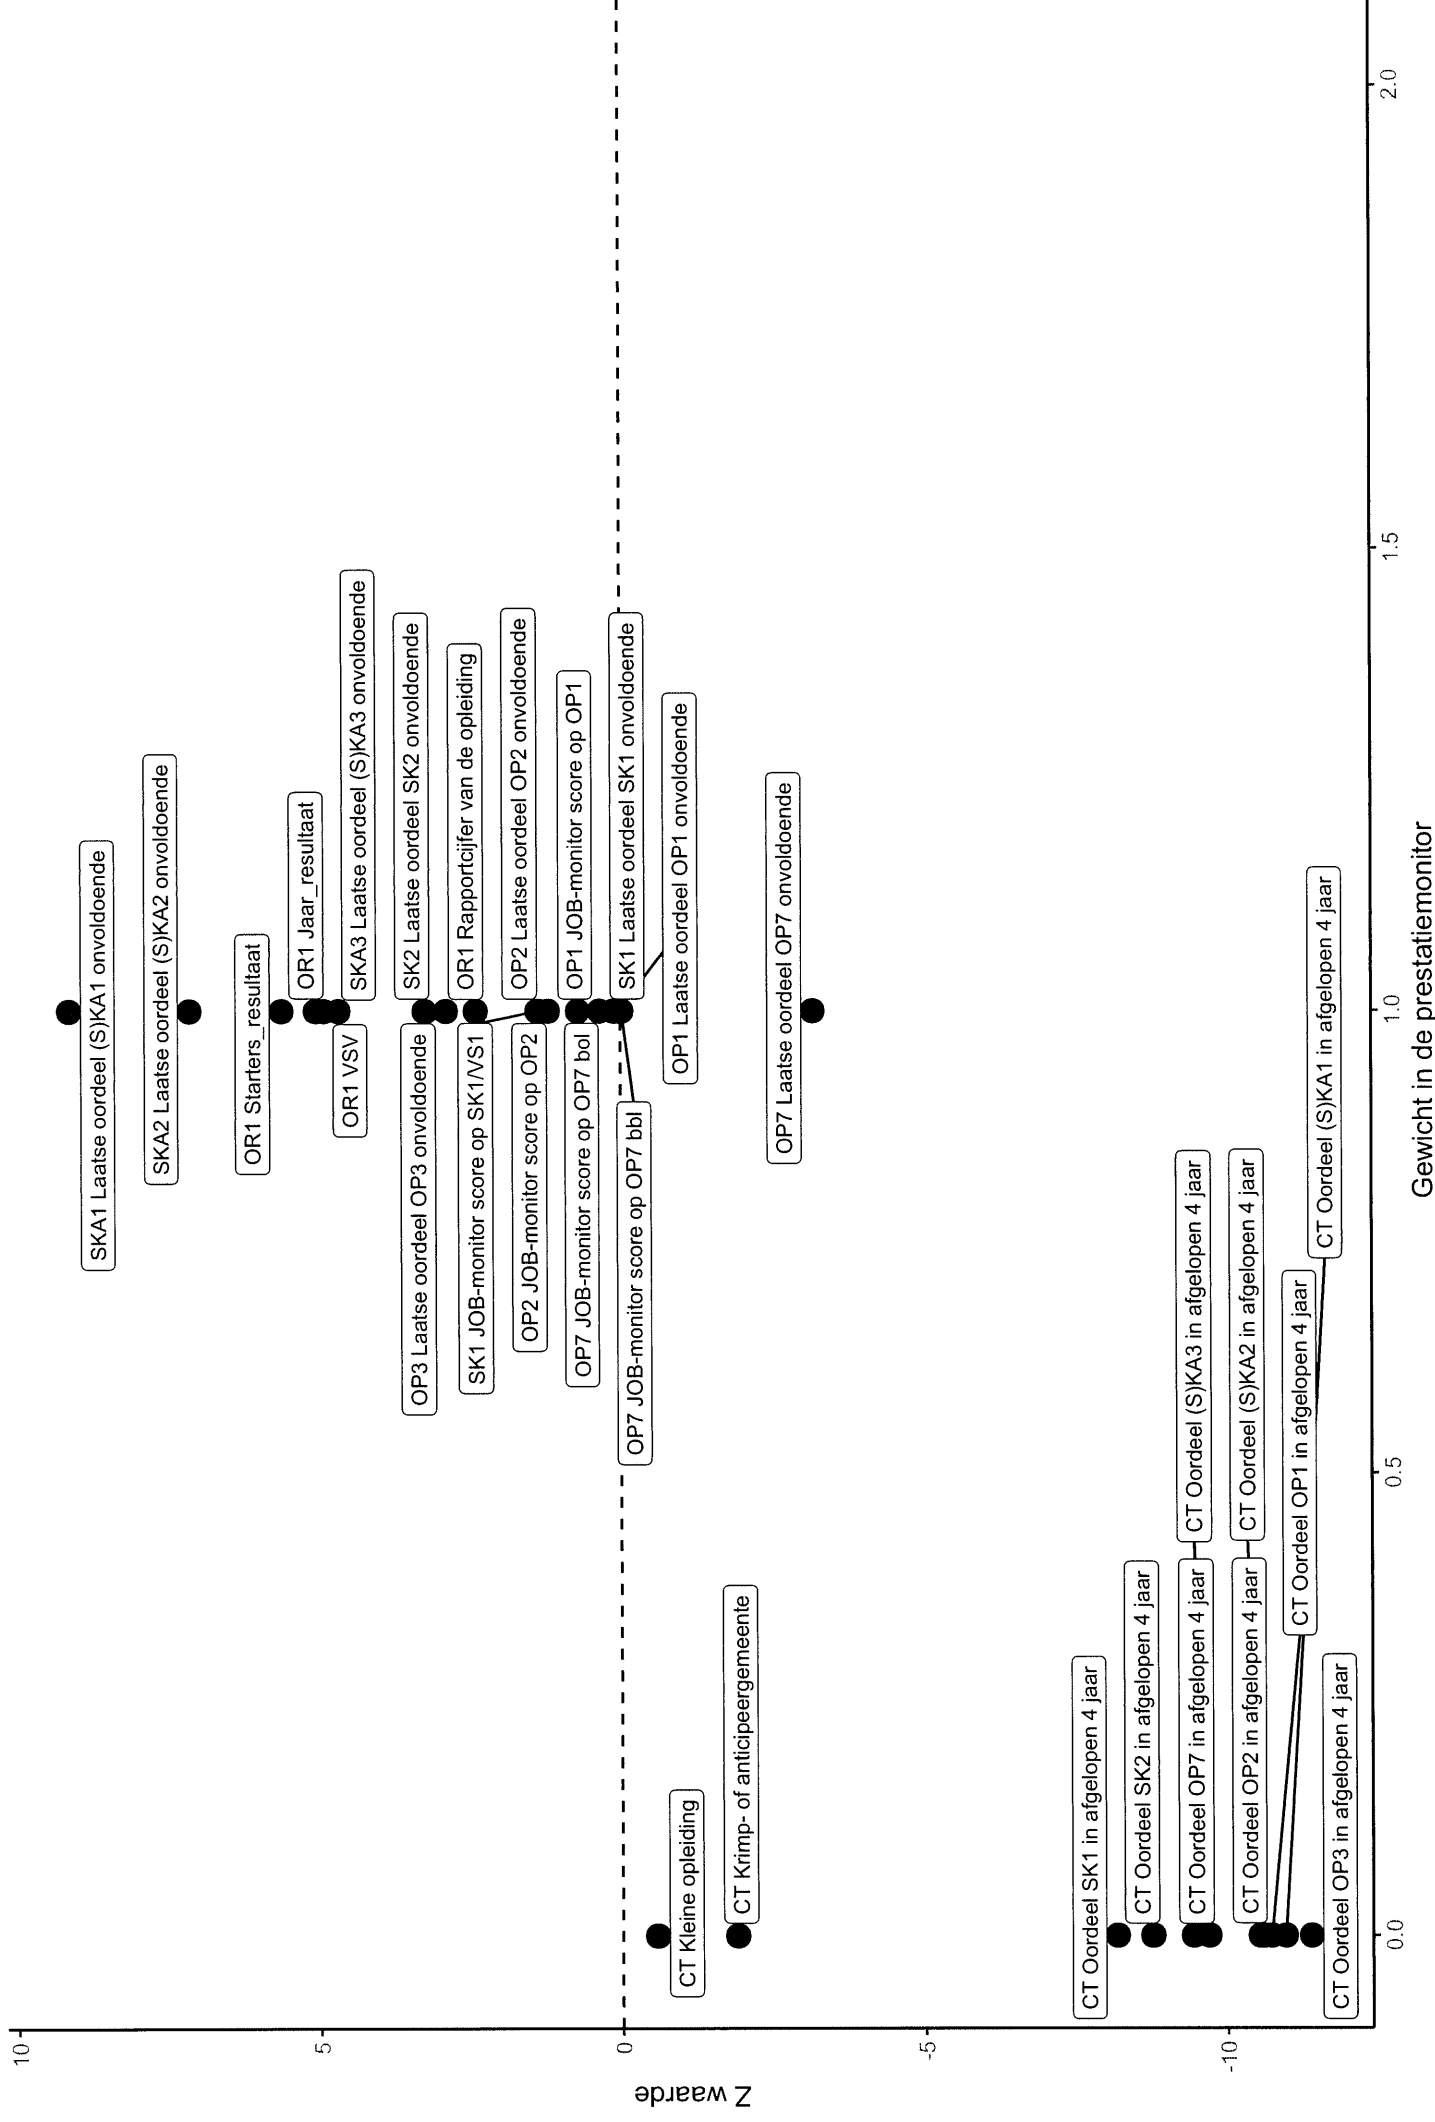 Z waarde
10
5
0
-5
-10
SKA1 Laatse oordeel (S)KA1 onvoldoende
SKA2 Laatse oordeel (S)KA2 onvoldoende
OR1 Starters_resultaat
OR1 Jaar_resultaat
OR1 VSV
SKA3 Laatse oordeel (S)KA3 onvoldoende
OP3 Laatse oordeel OP3 onvoldoende
SK2 Laatse oordeel SK2 onvoldoende
SK1 JOB-monitor score op SK1/VS1
OR1 Rapportcijfer van de opleiding
OP2 JOB-monitor score op OP2
OP2 Laatse oordeel OP2 onvoldoende
OP7 JOB-monitor score op OP7 bol
OP1 JOB-monitor score op OP1
OP7 JOB-monitor score op OP7 bbl
SK1 Laatse oordeel SK1 onvoldoende
OP1 Laatse oordeel OP1 onvoldoende
CT Kleine opleiding
CT Krimp- of anticipeergemeente
OP7 Laatse oordeel OP7 onvoldoende
CT Oordeel SK1 in afgelopen 4 jaar
CT Oordeel SK2 in afgelopen 4 jaar
CT Oordeel OP7 in afgelopen 4 jaar
CT Oordeel (S)KA3 in afgelopen 4 jaar
CT Oordeel OP2 in afgelopen 4 jaar
CT Oordeel (S)KA2 in afgelopen 4 jaar
CT Oordeel OP1 in afgelopen 4 jaar
CT Oordeel (S)KA1 in afgelopen 4 jaar
CT Oordeel OP3 in afgelopen 4 jaar
0.0
0.5
1.0
1.5
2.0
Gewicht in de prestatiemonitor